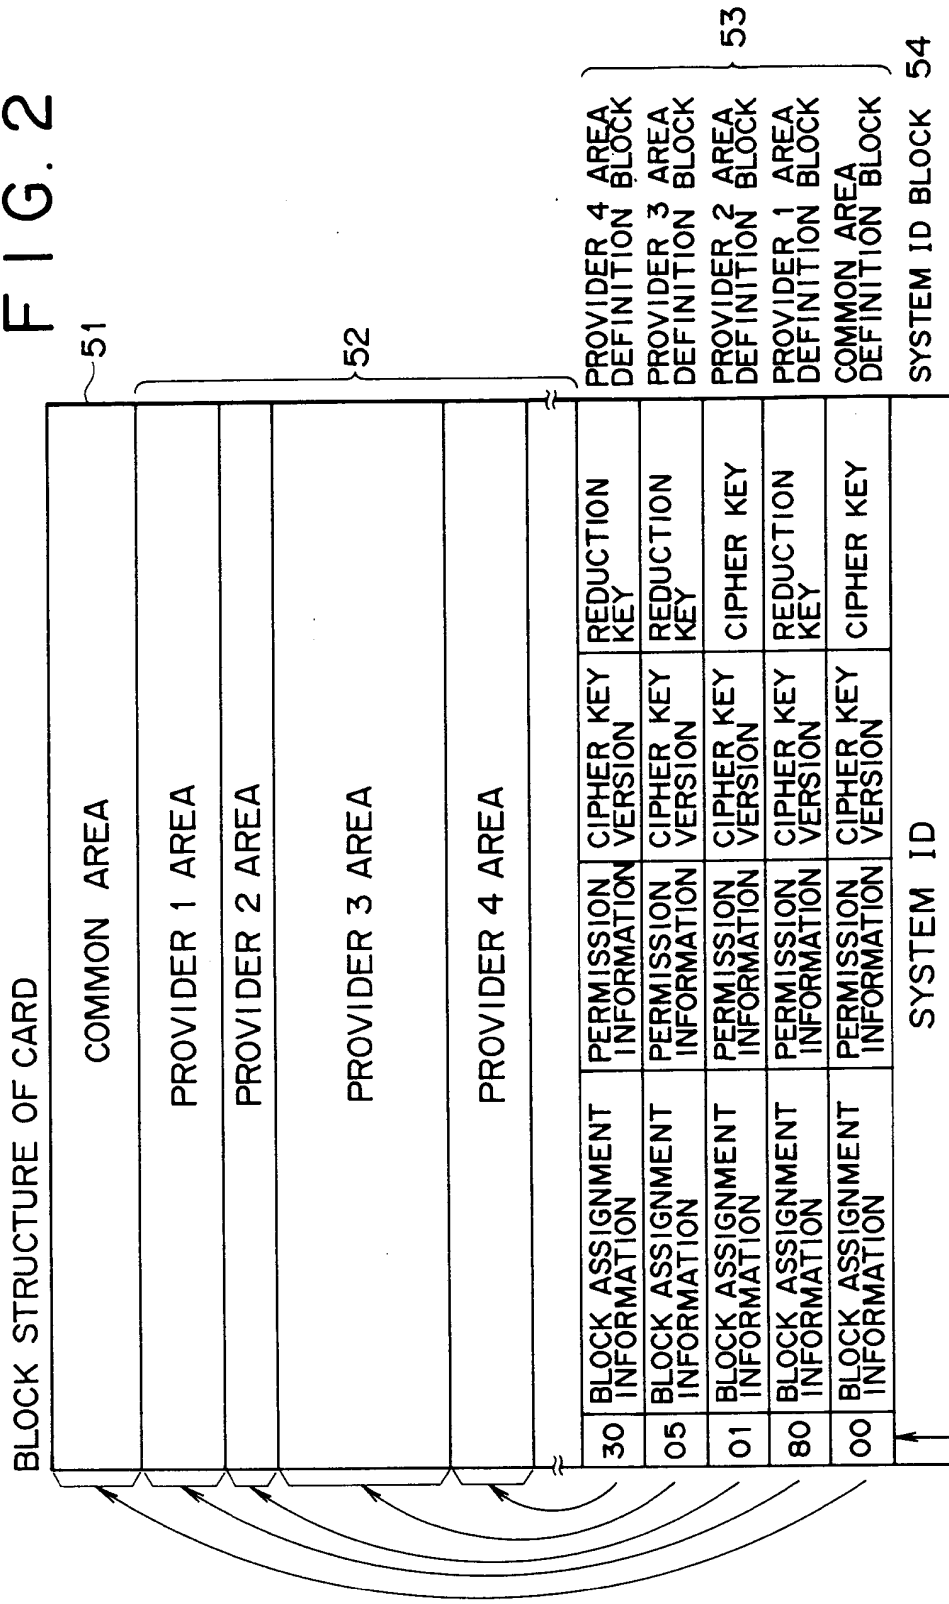 FIG. 2
BLOCK STRUCTURE OF CARD
51
COMMON AREA
PROVIDER 1 AREA
PROVIDER 2 AREA
52
PROVIDER 3 AREA
PROVIDER 4 AREA
30 BLOCK ASSIGNMENT INFORMATION PERMISSION INFORMATION CIPHER KEY VERSION REDUCTION KEY PROVIDER 4 AREA DEFINITION BLOCK
05 BLOCK ASSIGNMENT INFORMATION PERMISSION INFORMATION CIPHER KEY VERSION REDUCTION KEY PROVIDER 3 AREA DEFINITION BLOCK
01 BLOCK ASSIGNMENT INFORMATION PERMISSION INFORMATION CIPHER KEY VERSION CIPHER KEY PROVIDER 2 AREA DEFINITION BLOCK
53
80 BLOCK ASSIGNMENT INFORMATION PERMISSION INFORMATION CIPHER KEY VERSION REDUCTION KEY PROVIDER 1 AREA DEFINITION BLOCK
00 BLOCK ASSIGNMENT INFORMATION PERMISSION INFORMATION CIPHER KEY VERSION CIPHER KEY COMMON AREA DEFINITION BLOCK
SYSTEM ID SYSTEM ID BLOCK 54